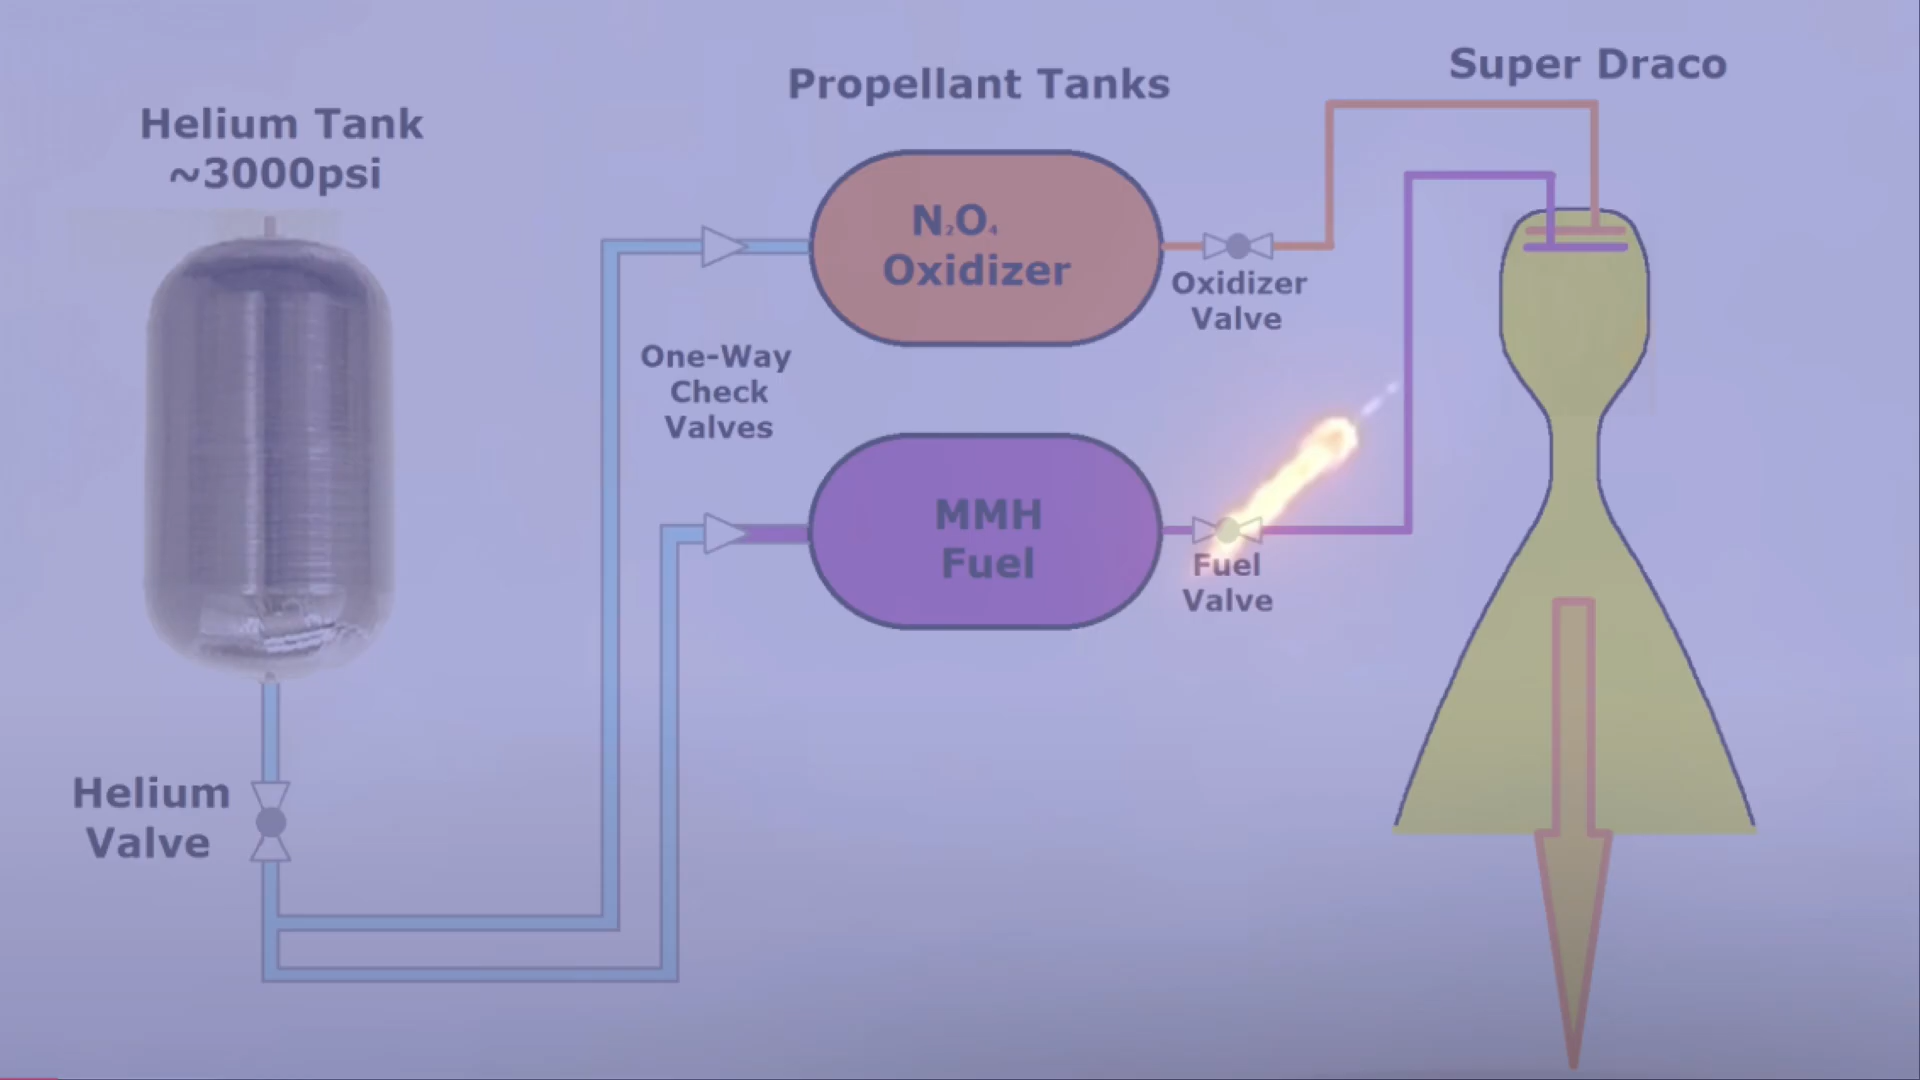 Helium Tank
~3000psi
Propellant Tanks
Super Draco
N₂O₄
Oxidizer
Oxidizer
Valve
One-Way
Check
Valves
MMH
Fuel
Fuel
Valve
Helium
Valve